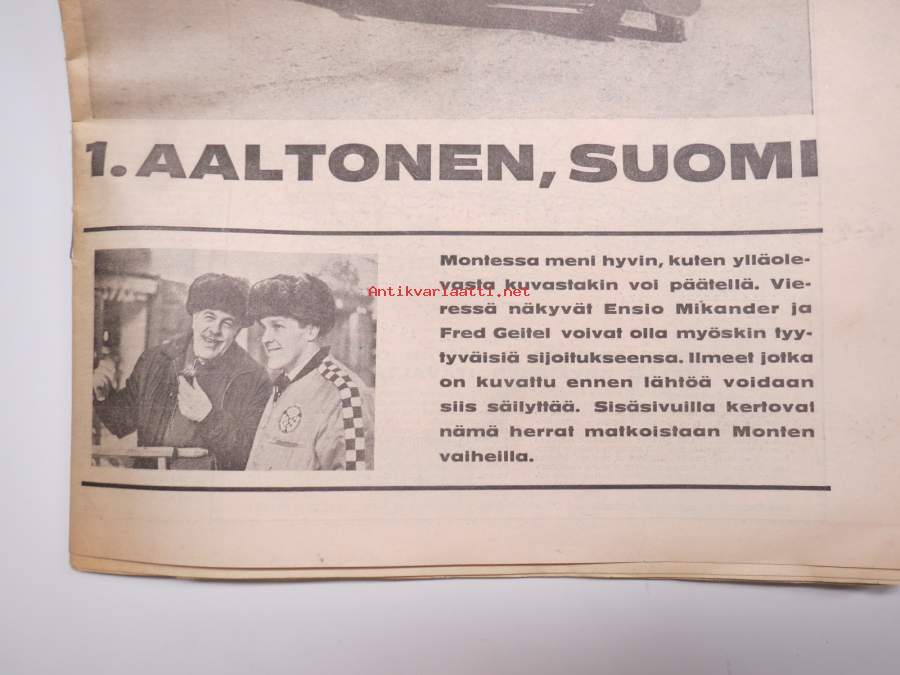 1. AALTONEN, SUOMI
Montessa meni hyvin, kuten ylläole-
vasta kuvastakin voi päätellä. Vie-
ressä näkyvät Ensio Mikander ja
Fred Geitel voivat olla myöskin tyy-
tyväisiä sijoitukseensa. Ilmeet jotka
on kuvattu ennen lähtöä voidaan
siis säilyttää. Sisäsivuilla kertovat
nämä herrat matkoistaan Monten
vaiheilla.
Antikvariaatti.net